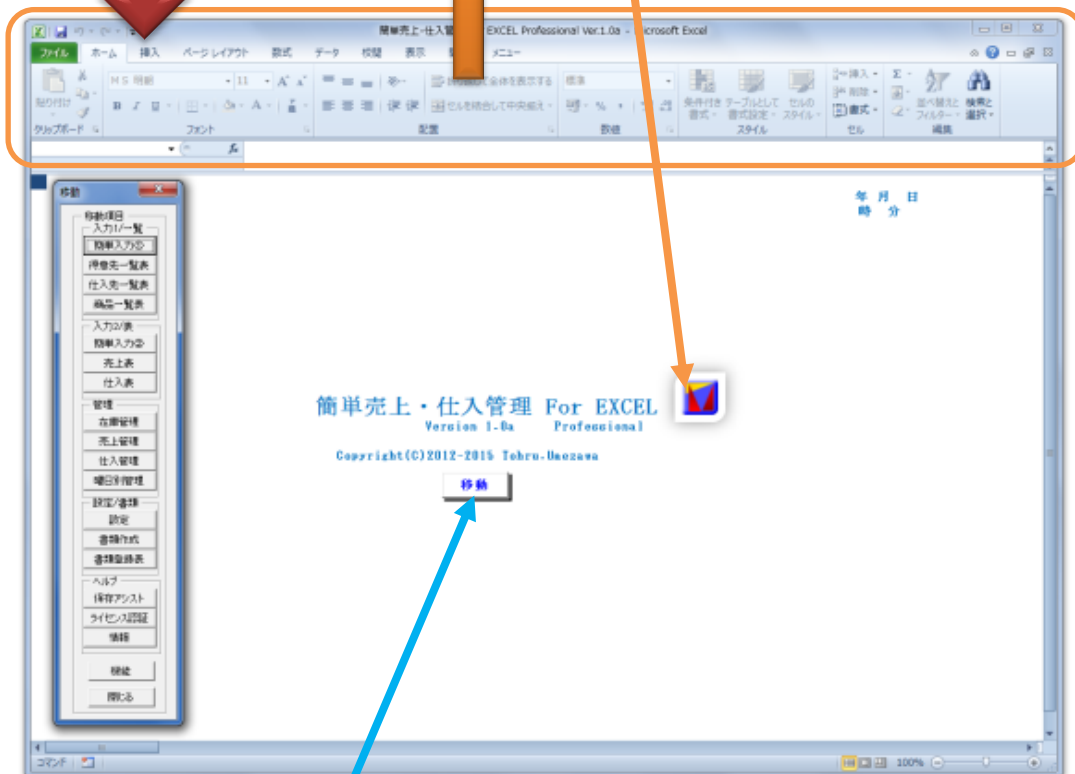 簡単売上-仕入管 EXCEL Professional Ver.1.0a - Microsoft Excel
ファイル ホーム 挿入 ページ レイアウト 数式 データ 校閲 表示 メニュー
貼り付け MS 明朝 11 て全体を表示する 標準 条件付き書式 テーブルとして書式設定 セルのスタイル 挿入 削除 書式 Σ 並べ替えとフィルター 検索と選択
B I U A セルを結合して中央揃え %
クリップボード フォント 配置 数値 スタイル セル 編集
fx
移動
年 月 日
時 分
移動項目
入力1/一覧
簡単入力①
得意先一覧表
仕入先一覧表
商品一覧表
入力2/表
簡単入力②
売上表
仕入表
管理
在庫管理
売上管理
仕入管理
曜日別管理
設定/書類
設定
書類作成
書類登録表
ヘルプ
保存アシスト
ライセンス認証
情報
機能
閉じる
簡単売上・仕入管理 For EXCEL
Version 1.0a Professional
Copyright(C)2012-2015 Tohru.Umezawa
移動
コマンド 100%